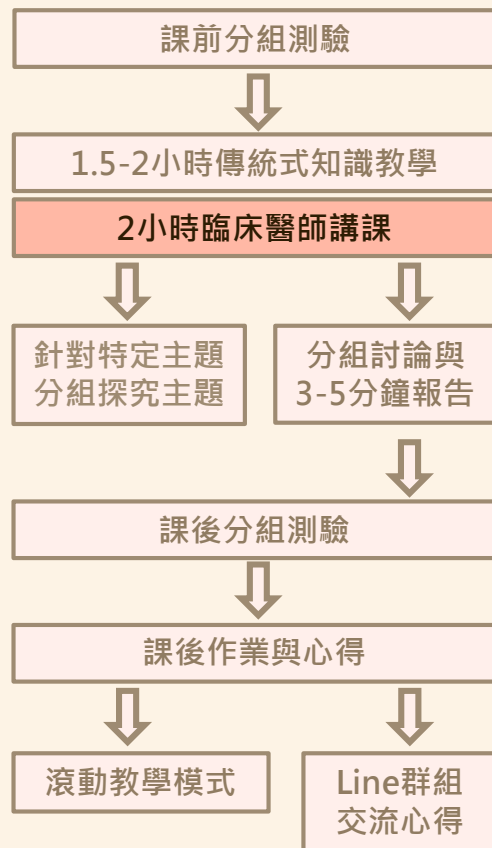 課前分組測驗
1.5-2小時傳統式知識教學
2小時臨床醫師講課
針對特定主題
分組探究主題
分組討論與
3-5分鐘報告
課後分組測驗
課後作業與心得
滾動教學模式
Line群組
交流心得